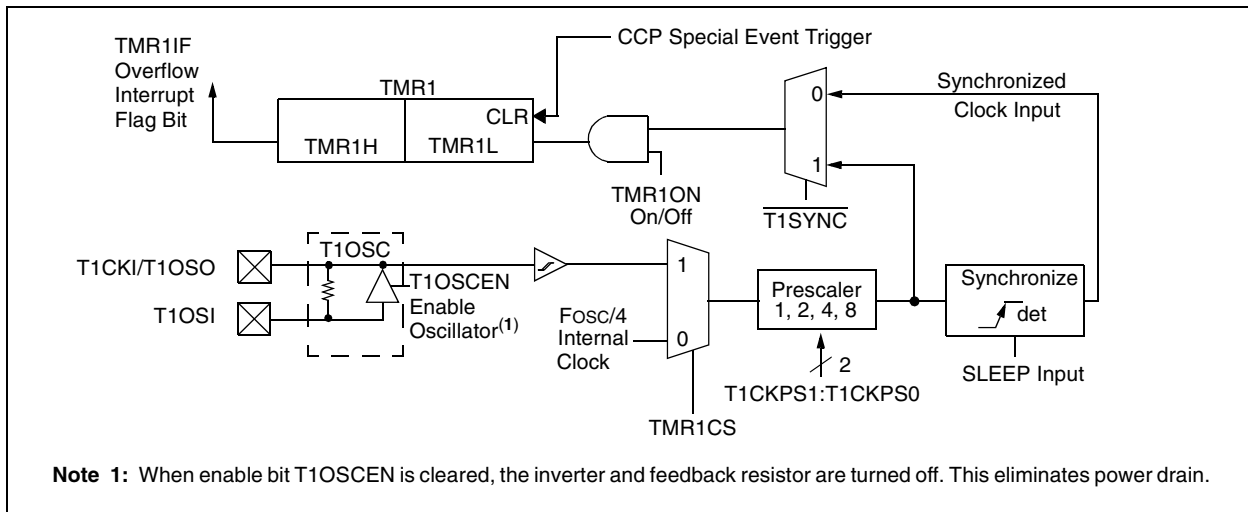 TMR1IF
Overflow
Interrupt
Flag Bit
CCP Special Event Trigger
TMR1
CLR
TMR1H
TMR1L
TMR1ON
On/Off
0
1
T1SYNC
Synchronized
Clock Input
T1CKI/T1OSO
T1OSI
T1OSC
T1OSCEN
Enable
Oscillator(1)
FOSC/4
Internal
Clock
1
0
TMR1CS
Prescaler
1, 2, 4, 8
2
T1CKPS1:T1CKPS0
Synchronize
det
SLEEP Input
Note 1: When enable bit T1OSCEN is cleared, the inverter and feedback resistor are turned off. This eliminates power drain.